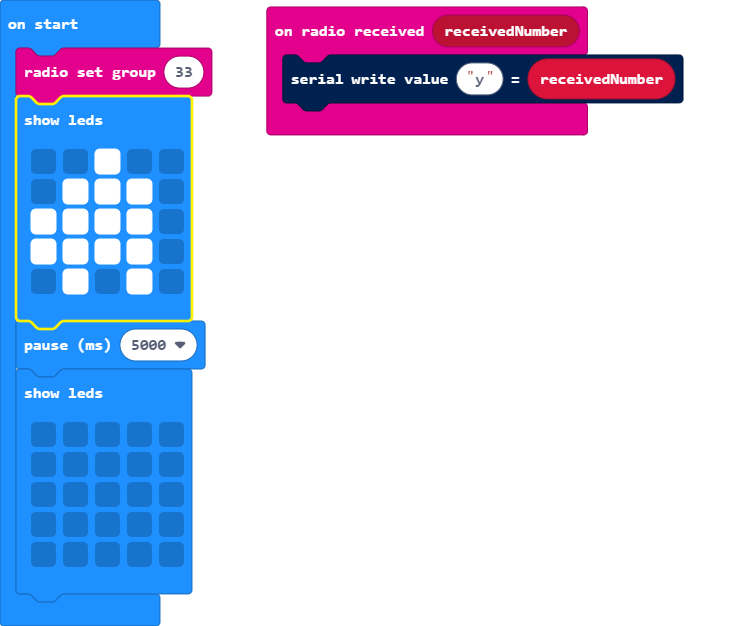 on start
radio set group 33
show leds
pause (ms) 5000
show leds
on radio received receivedNumber
serial write value "y" = receivedNumber